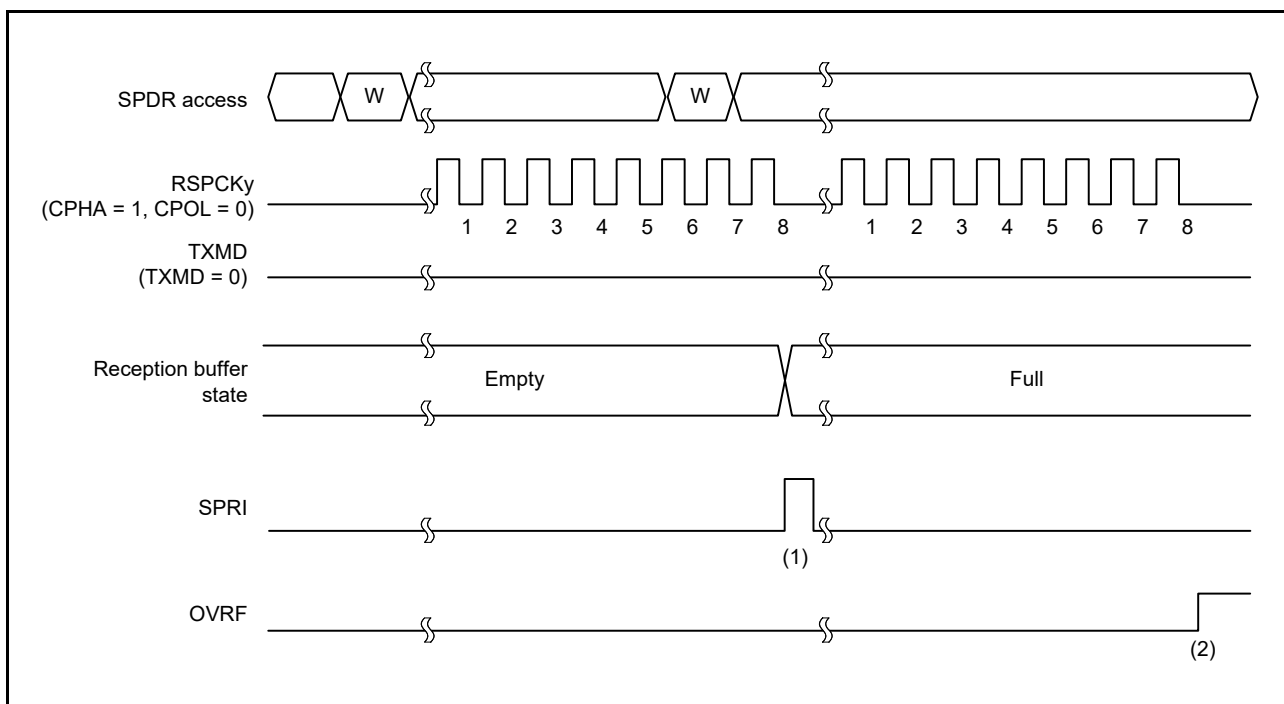 SPDR access
W
W
RSPCKy
(CPHA = 1, CPOL = 0)
1 2 3 4 5 6 7 8 1 2 3 4 5 6 7 8
TXMD
(TXMD = 0)
Reception buffer
state
Empty
Full
SPRI
(1)
OVRF
(2)